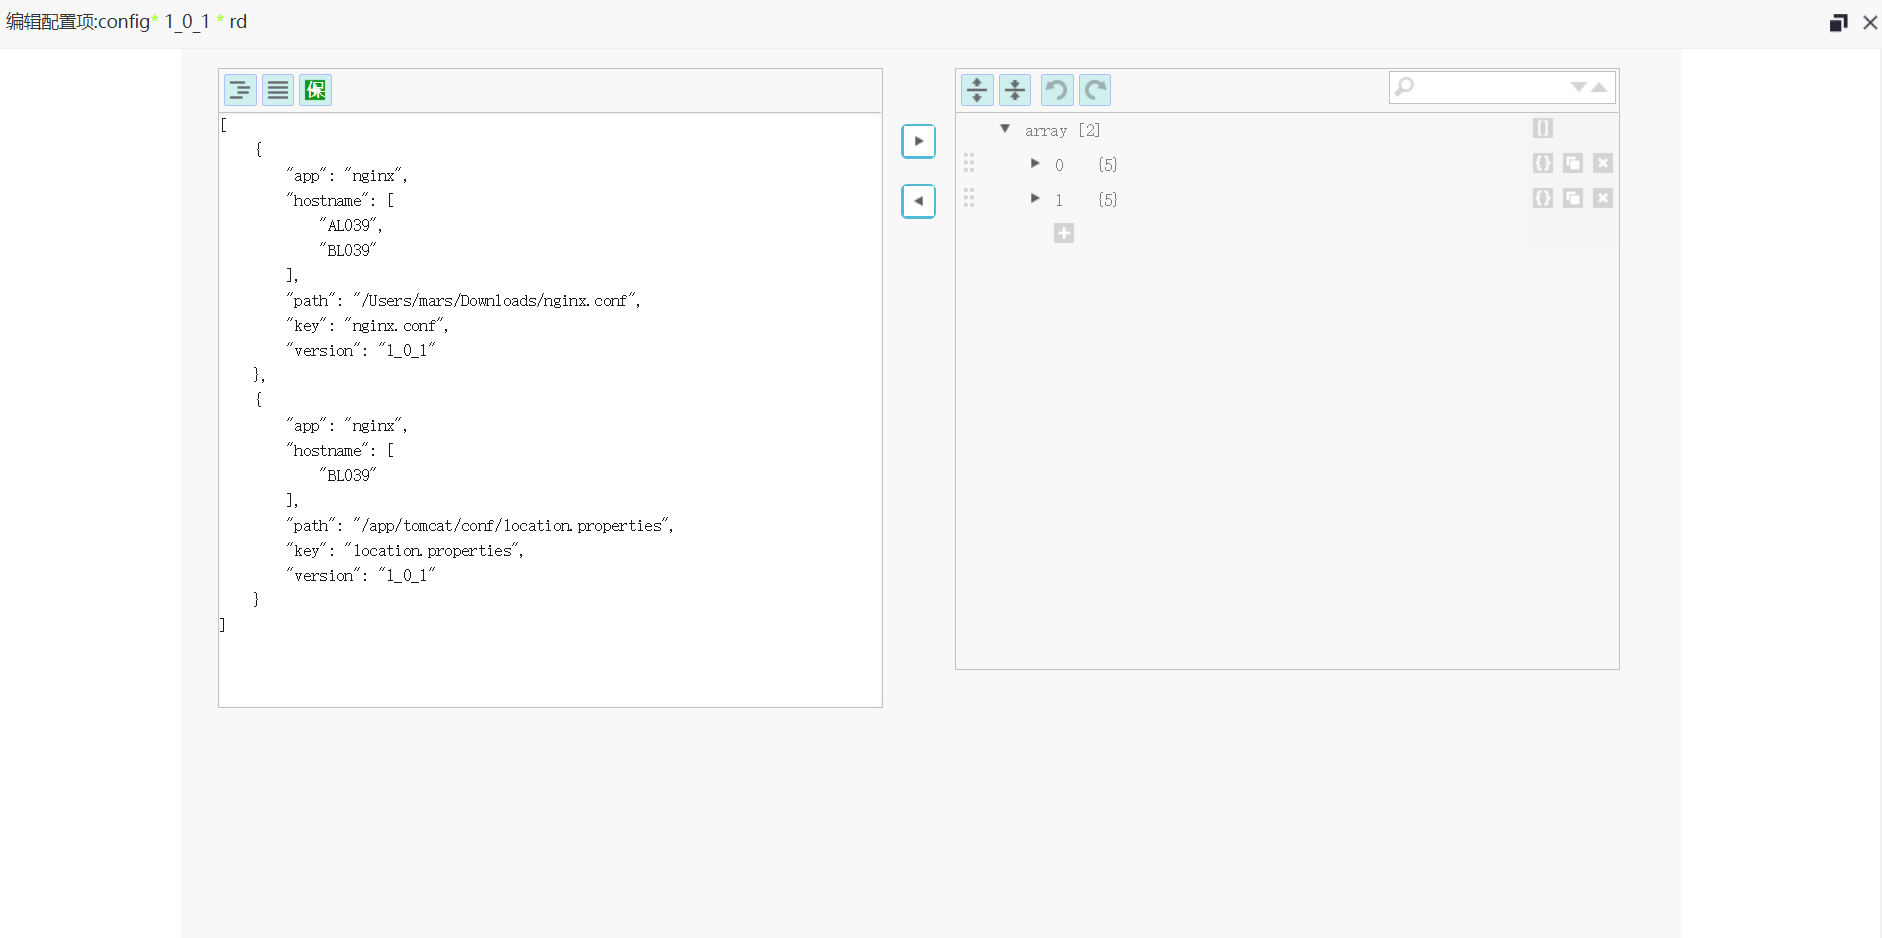 编辑配置项:config* 1_0_1 * rd
保
[
{
"app": "nginx",
"hostname": [
"AL039",
"BL039"
],
"path": "/Users/mars/Downloads/nginx.conf",
"key": "nginx.conf",
"version": "1_0_1"
},
{
"app": "nginx",
"hostname": [
"BL039"
],
"path": "/app/tomcat/conf/location.properties",
"key": "location.properties",
"version": "1_0_1"
}
]
array [2]
0 {5}
1 {5}